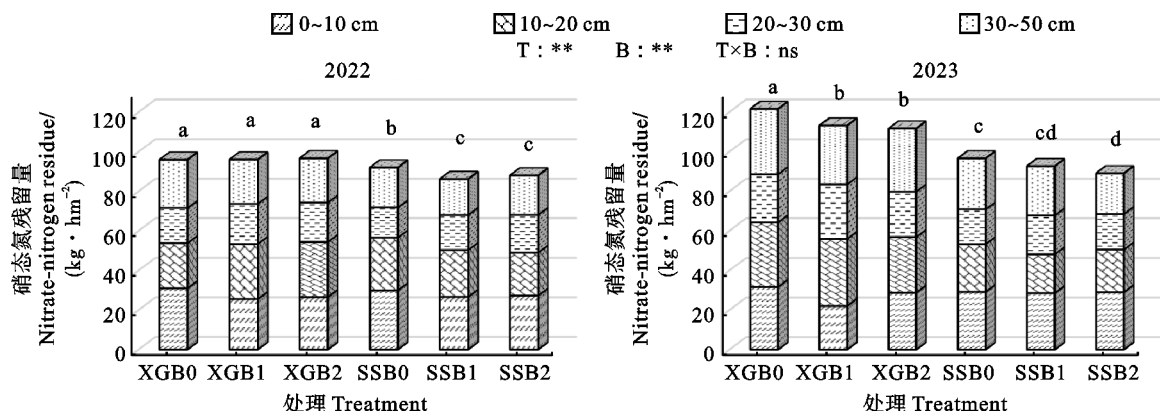 0~10 cm 10~20 cm 20~30 cm 30~50 cm
T：** B：** T×B：ns
2022
硝态氮残留量
Nitrate-nitrogen residue/
(kg·hm⁻²)
120
100
80
60
40
20
0
a a a b c c
XGB0 XGB1 XGB2 SSB0 SSB1 SSB2
处理 Treatment
2023
硝态氮残留量
Nitrate-nitrogen residue/
(kg·hm⁻²)
120
100
80
60
40
20
0
a b b c cd d
XGB0 XGB1 XGB2 SSB0 SSB1 SSB2
处理 Treatment